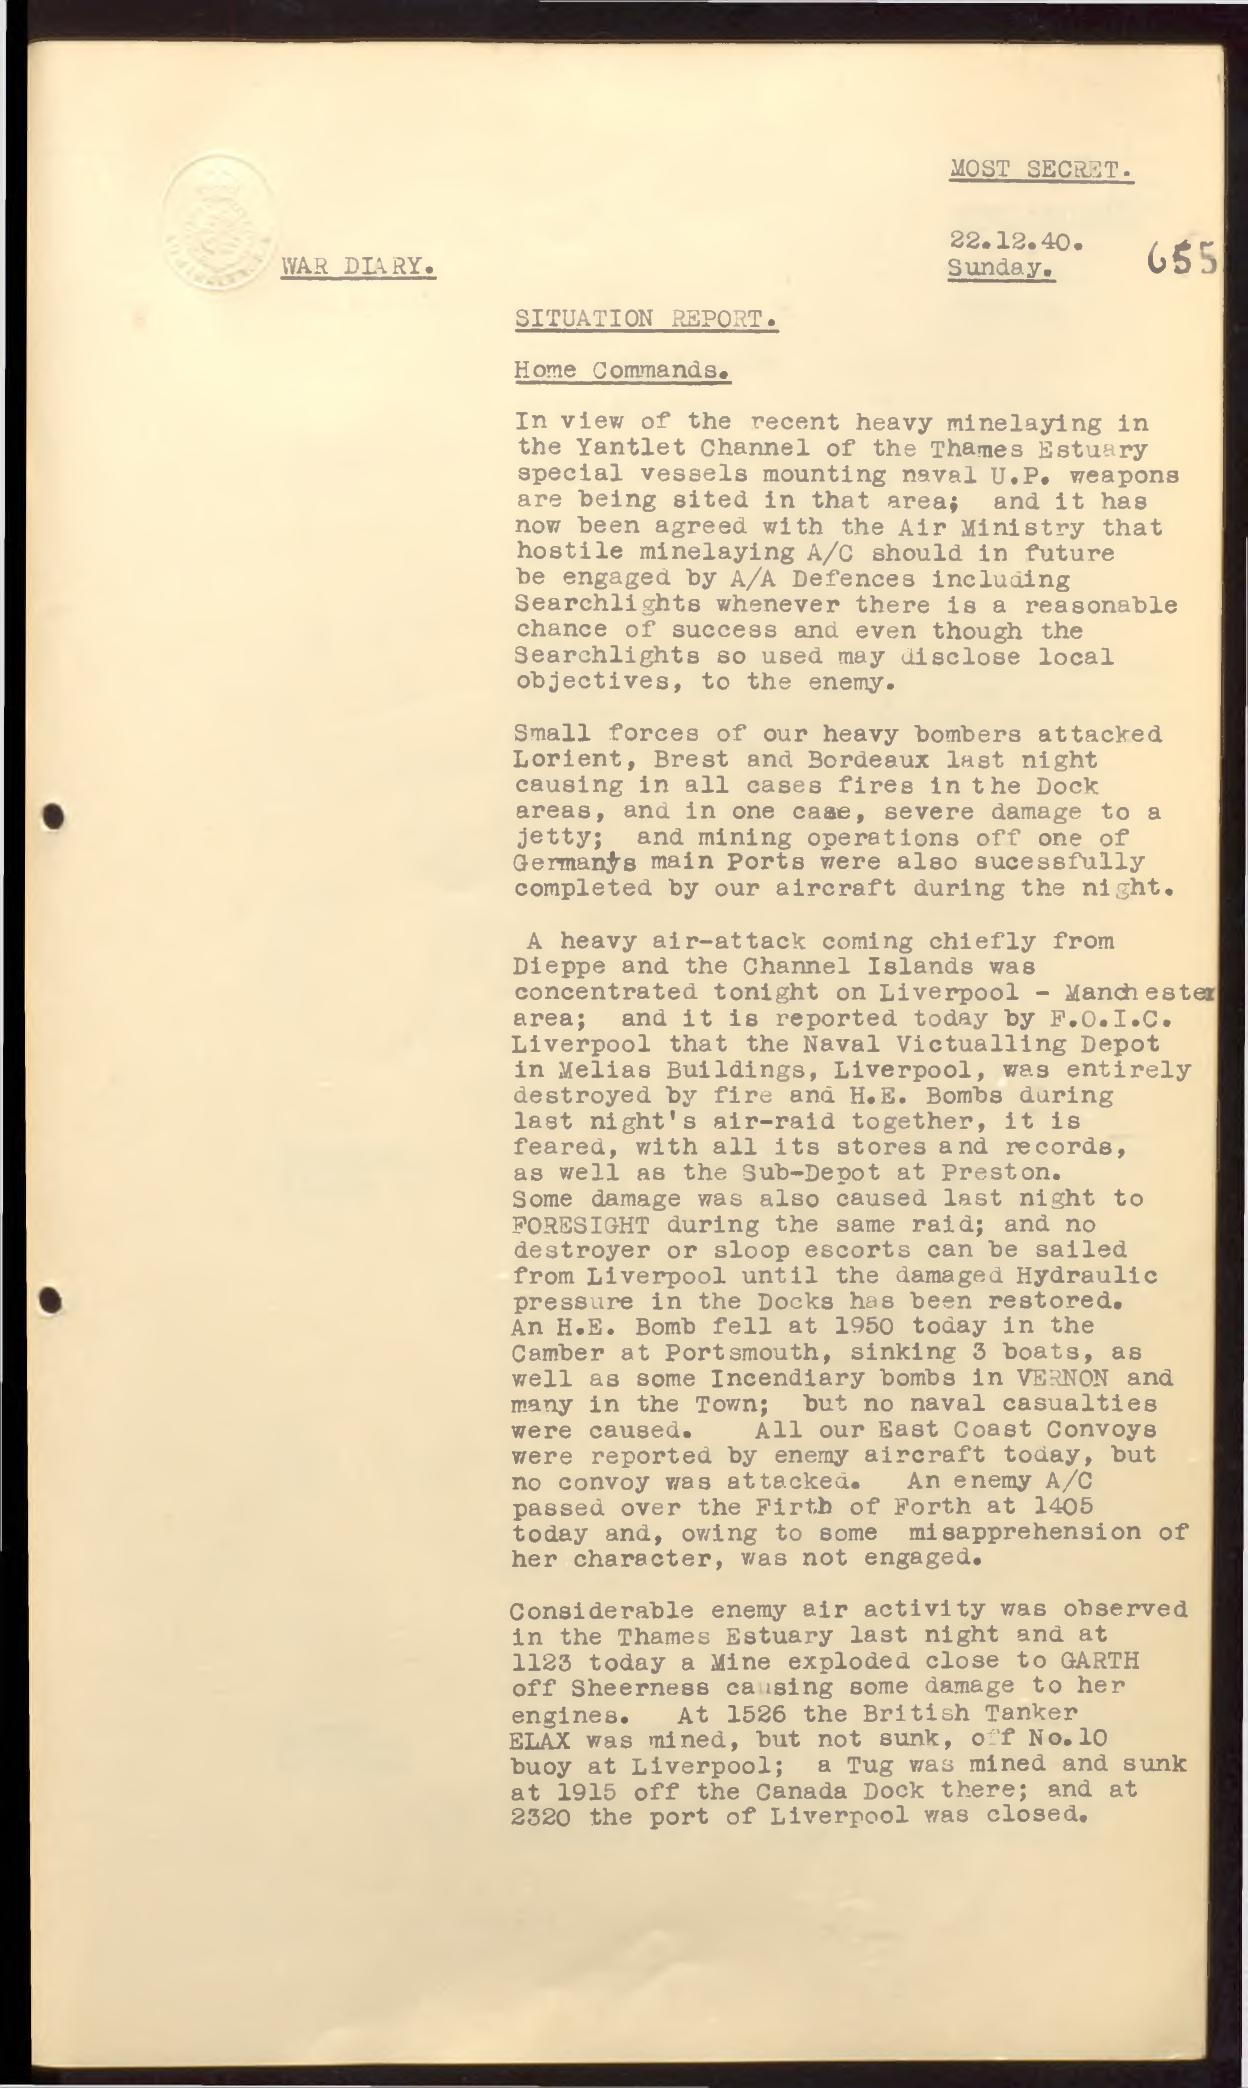 MOST SECRET.
22.12.40.
Sunday.
655
WAR DIARY.
SITUATION REPORT.
Home Commands.
In view of the recent heavy minelaying in
the Yantlet Channel of the Thames Estuary
special vessels mounting naval U.P. weapons
are being sited in that area; and it has
now been agreed with the Air Ministry that
hostile minelaying A/C should in future
be engaged by A/A Defences including
Searchlights whenever there is a reasonable
chance of success and even though the
Searchlights so used may disclose local
objectives, to the enemy.
Small forces of our heavy bombers attacked
Lorient, Brest and Bordeaux last night
causing in all cases fires in the Dock
areas, and in one case, severe damage to a
jetty; and mining operations off one of
Germanys main Ports were also sucessfully
completed by our aircraft during the night.
A heavy air-attack coming chiefly from
Dieppe and the Channel Islands was
concentrated tonight on Liverpool - Manchester
area; and it is reported today by F.O.I.C.
Liverpool that the Naval Victualling Depot
in Melias Buildings, Liverpool, was entirely
destroyed by fire and H.E. Bombs during
last night's air-raid together, it is
feared, with all its stores and records,
as well as the Sub-Depot at Preston.
Some damage was also caused last night to
FORESIGHT during the same raid; and no
destroyer or sloop escorts can be sailed
from Liverpool until the damaged Hydraulic
pressure in the Docks has been restored.
An H.E. Bomb fell at 1950 today in the
Camber at Portsmouth, sinking 3 boats, as
well as some Incendiary bombs in VERNON and
many in the Town; but no naval casualties
were caused. All our East Coast Convoys
were reported by enemy aircraft today, but
no convoy was attacked. An enemy A/C
passed over the Firth of Forth at 1405
today and, owing to some misapprehension of
her character, was not engaged.
Considerable enemy air activity was observed
in the Thames Estuary last night and at
1123 today a Mine exploded close to GARTH
off Sheerness causing some damage to her
engines. At 1526 the British Tanker
ELAX was mined, but not sunk, off No.10
buoy at Liverpool; a Tug was mined and sunk
at 1915 off the Canada Dock there; and at
2320 the port of Liverpool was closed.